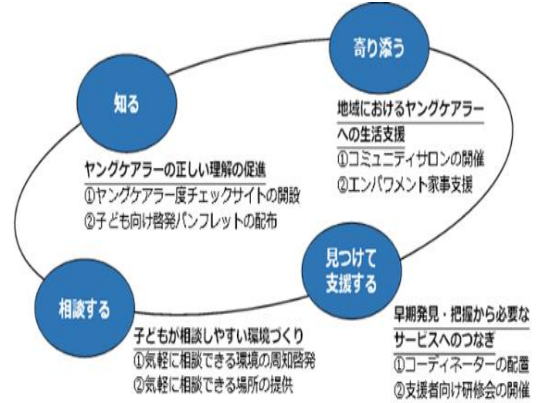 知る
ヤングケアラーの正しい理解の促進
①ヤングケアラー度チェックサイトの開設
②子ども向け啓発パンフレットの配布
寄り添う
地域におけるヤングケアラー
への生活支援
①コミュニティサロンの開催
②エンパワメント家事支援
相談する
子どもが相談しやすい環境づくり
①気軽に相談できる環境の周知啓発
②気軽に相談できる場所の提供
見つけて
支援する
早期発見・把握から必要な
サービスへのつなぎ
①コーディネーターの配置
②支援者向け研修会の開催